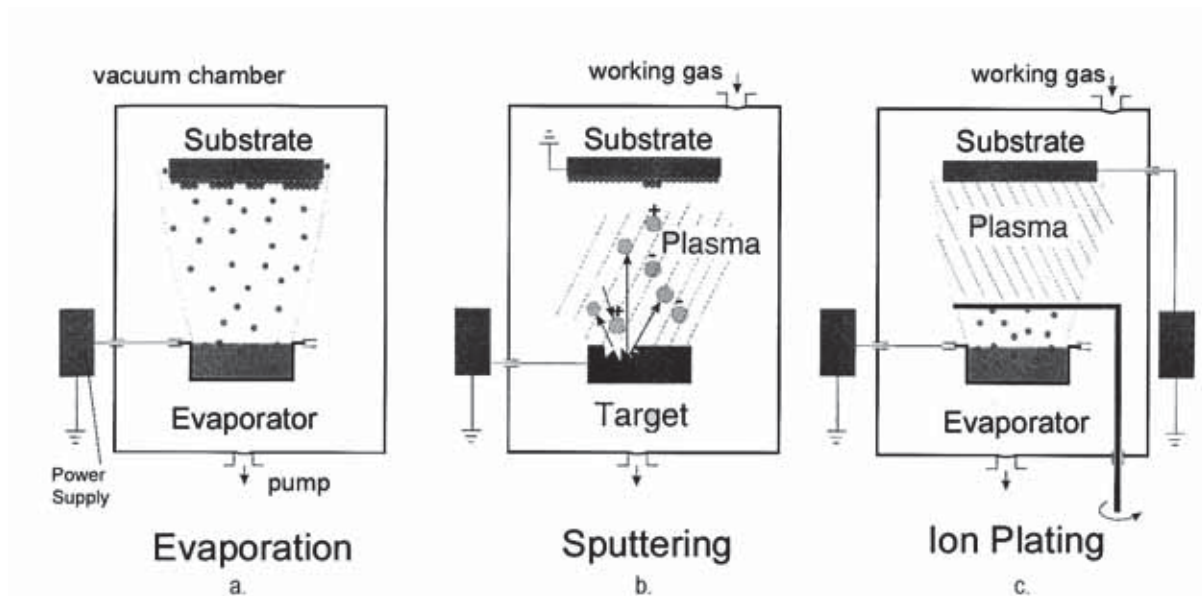 vacuum chamber
Substrate
Evaporator
Power
Supply
pump
Evaporation
a.
working gas
Substrate
+
Plasma
-
+
-
Target
Sputtering
b.
working gas
Substrate
Plasma
Evaporator
Ion Plating
c.